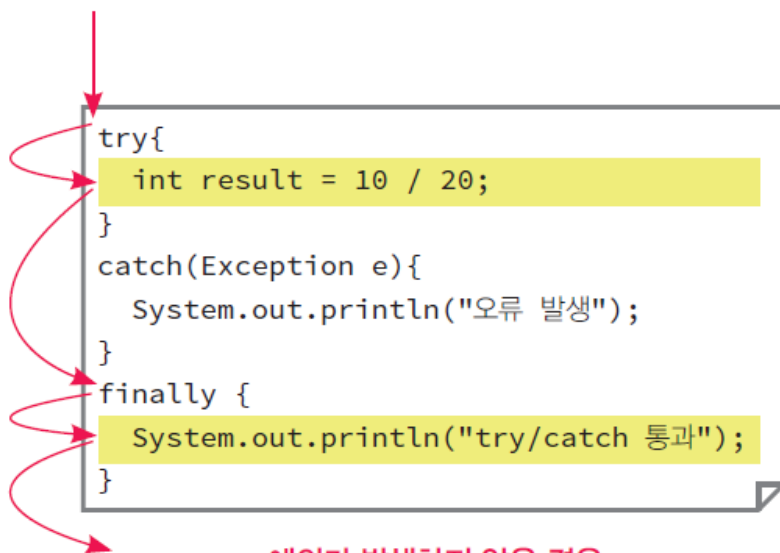 try{
  int result = 10 / 20;
}
catch(Exception e){
  System.out.println("오류 발생");
}
finally {
  System.out.println("try/catch 통과");
}